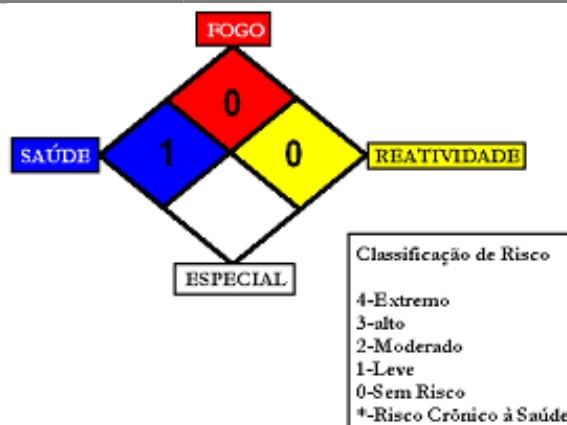 FOGO
0
SAÚDE
1
0
REATIVIDADE
ESPECIAL
Classificação de Risco
4-Extremo
3-alto
2-Moderado
1-Leve
0-Sem Risco
*-Risco Crônico à Saúde